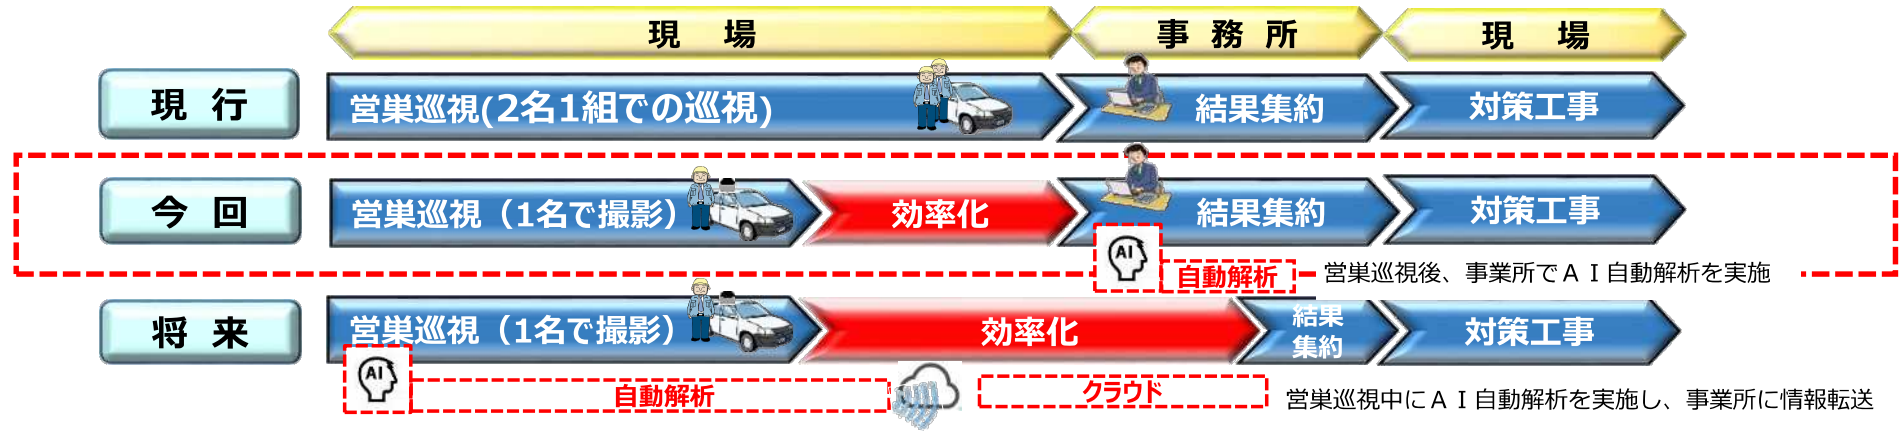 現 場
事 務 所
現 場
現 行
営巣巡視(2名1組での巡視)
結果集約
対策工事
今 回
営巣巡視（1名で撮影）
効率化
結果集約
対策工事
AI
自動解析
営巣巡視後、事業所でＡＩ自動解析を実施
将 来
営巣巡視（1名で撮影）
効率化
結果
集約
対策工事
AI
自動解析
クラウド
営巣巡視中にＡＩ自動解析を実施し、事業所に情報転送